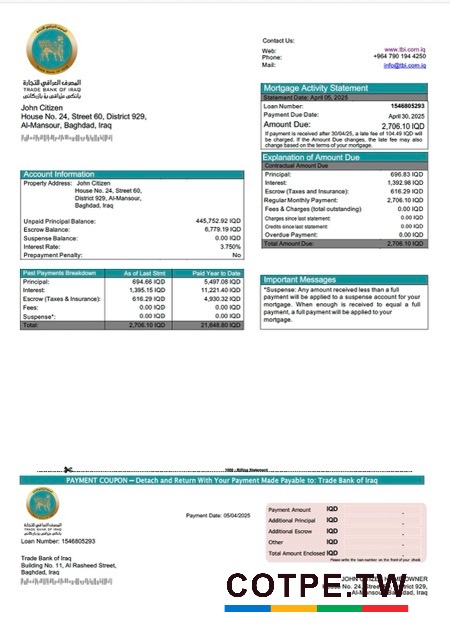 Contact Us:
Web: www.tbi.com.iq
Phone: +964 790 194 4250
Mail: info@tbi.com.iq
المصرف العراقي للتجارة
TRADE BANK OF IRAQ
John Citizen
House No. 24, Street 60, District 929,
Al-Mansour, Baghdad, Iraq
Mortgage Activity Statement
Statement Date: April 05, 2025
Loan Number: 1546805293
Payment Due Date: April 30, 2025
Amount Due: 2,706.10 IQD
If payment is received after 30/04/25, a late fee of 104.49 IQD will
be charged. If the Amount Due changes, the late fee may also
change based on the terms of your mortgage.
Explanation of Amount Due
Contractual Amount Due
Principal: 696.83 IQD
Interest: 1,392.98 IQD
Escrow (Taxes and Insurance): 616.29 IQD
Regular Monthly Payment: 2,706.10 IQD
Fees & Charges (total outstanding) 0.00 IQD
Charges since last statement: 0.00 IQD
Credits since last statement: 0.00 IQD
Overdue Payment: 0.00 IQD
Total Amount Due: 2,706.10 IQD
Account Information
Property Address: John Citizen
House No. 24, Street 60,
District 929, Al-Mansour,
Baghdad, Iraq
Unpaid Principal Balance: 445,752.92 IQD
Escrow Balance: 6,779.19 IQD
Suspense Balance: 0.00 IQD
Interest Rate: 3.750%
Prepayment Penalty: No
Past Payments Breakdown As of Last Stmt Paid Year to Date
Principal: 694.66 IQD 5,497.08 IQD
Interest: 1,395.15 IQD 11,221.40 IQD
Escrow (Taxes & Insurance): 616.29 IQD 4,930.32 IQD
Fees: 0.00 IQD 0.00 IQD
Suspense*: 0.00 IQD 0.00 IQD
Total: 2,706.10 IQD 21,648.80 IQD
Important Messages
*Suspense: Any amount received less than a full
payment will be applied to a suspense account for your
mortgage. When enough is received to equal a full
payment, a full payment will be applied to your
mortgage.
PAYMENT COUPON – Detach and Return With Your Payment Made Payable to: Trade Bank of Iraq
المصرف العراقي للتجارة
TRADE BANK OF IRAQ
Loan Number: 1546805293
Payment Date: 05/04/2025
Payment Amount IQD
Additional Principal IQD
Additional Escrow IQD
Other IQD
Total Amount Enclosed IQD
Please write the loan number on the front of your check.
Trade Bank of Iraq
Building No. 11, Al Rasheed Street,
Baghdad, Iraq
COTPE.TW